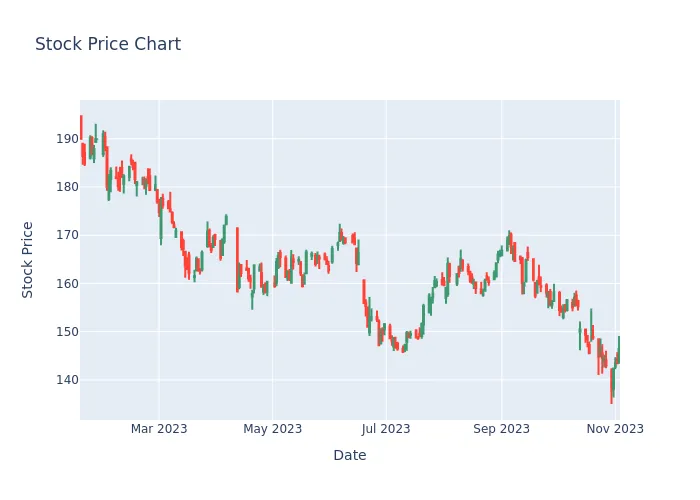 Stock Price Chart
190
180
170
160
150
140
Stock Price
Mar 2023
May 2023
Jul 2023
Sep 2023
Nov 2023
Date